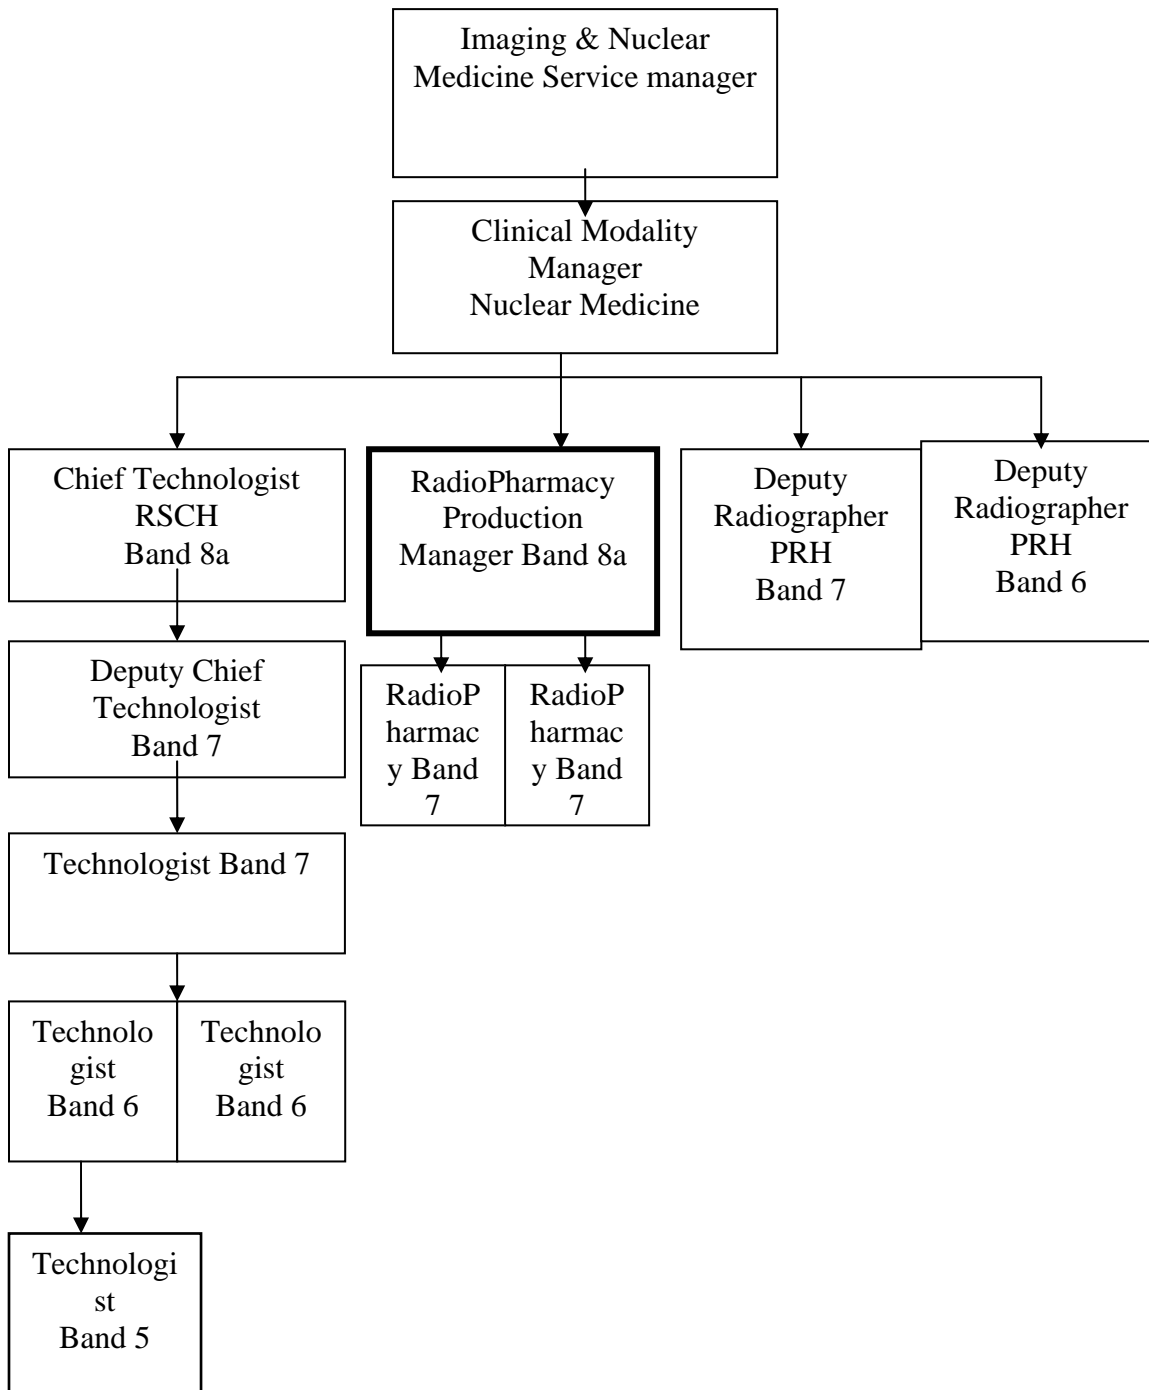 Imaging & Nuclear
Medicine Service manager
Clinical Modality
Manager
Nuclear Medicine
Chief Technologist
RSCH
Band 8a
RadioPharmacy
Production
Manager Band 8a
Deputy
Radiographer
PRH
Band 7
Deputy
Radiographer
PRH
Band 6
Deputy Chief
Technologist
Band 7
RadioP
harmac
y Band
7
RadioP
harmac
y Band
7
Technologist Band 7
Technolo
gist
Band 6
Technolo
gist
Band 6
Technologi
st
Band 5